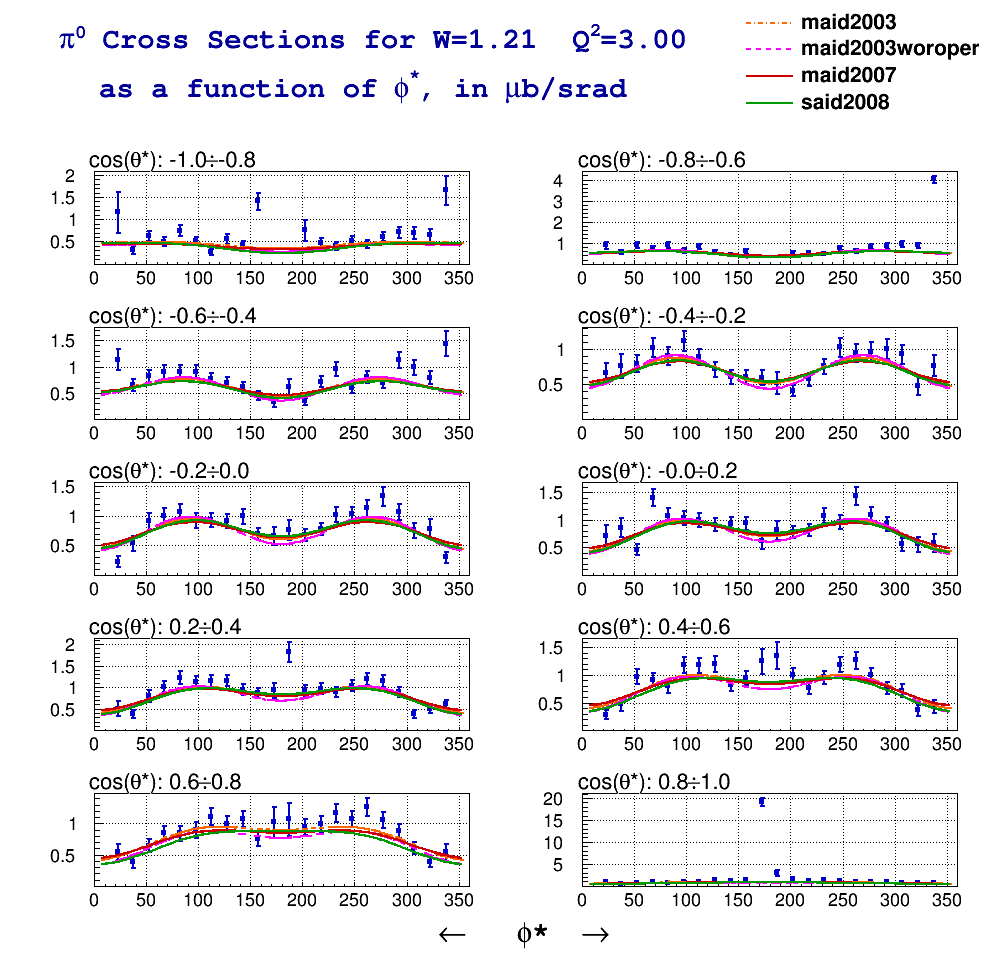 π⁰ Cross Sections for W=1.21 Q²=3.00
as a function of ϕ*, in μb/srad
maid2003
maid2003woroper
maid2007
said2008
cos(θ*): -1.0÷-0.8
2
1.5
1
0.5
0 50 100 150 200 250 300 350
cos(θ*): -0.8÷-0.6
4
3
2
1
0 50 100 150 200 250 300 350
cos(θ*): -0.6÷-0.4
1.5
1
0.5
0 50 100 150 200 250 300 350
cos(θ*): -0.4÷-0.2
1
0.5
0 50 100 150 200 250 300 350
cos(θ*): -0.2÷0.0
1.5
1
0.5
0 50 100 150 200 250 300 350
cos(θ*): -0.0÷0.2
1.5
1
0.5
0 50 100 150 200 250 300 350
cos(θ*): 0.2÷0.4
2
1.5
1
0.5
0 50 100 150 200 250 300 350
cos(θ*): 0.4÷0.6
1.5
1
0.5
0 50 100 150 200 250 300 350
cos(θ*): 0.6÷0.8
1
0.5
0 50 100 150 200 250 300 350
cos(θ*): 0.8÷1.0
20
15
10
5
0 50 100 150 200 250 300 350
← ϕ* →